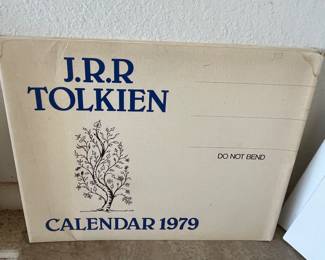 J.R.R
TOLKIEN
DO NOT BEND
CALENDAR 1979